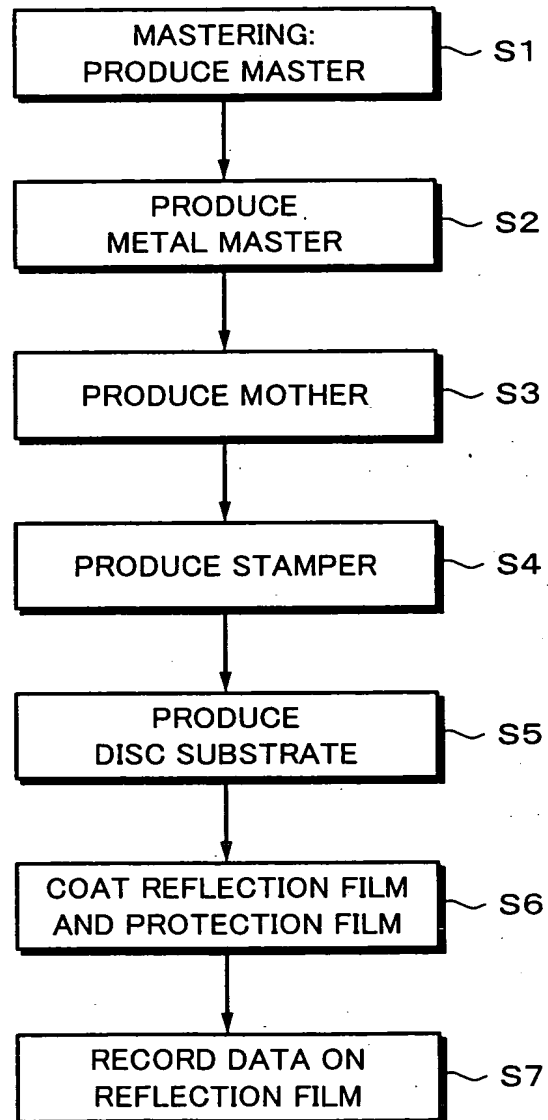 MASTERING:
PRODUCE MASTER
S1
PRODUCE
METAL MASTER
S2
PRODUCE MOTHER
S3
PRODUCE STAMPER
S4
PRODUCE
DISC SUBSTRATE
S5
COAT REFLECTION FILM
AND PROTECTION FILM
S6
RECORD DATA ON
REFLECTION FILM
S7